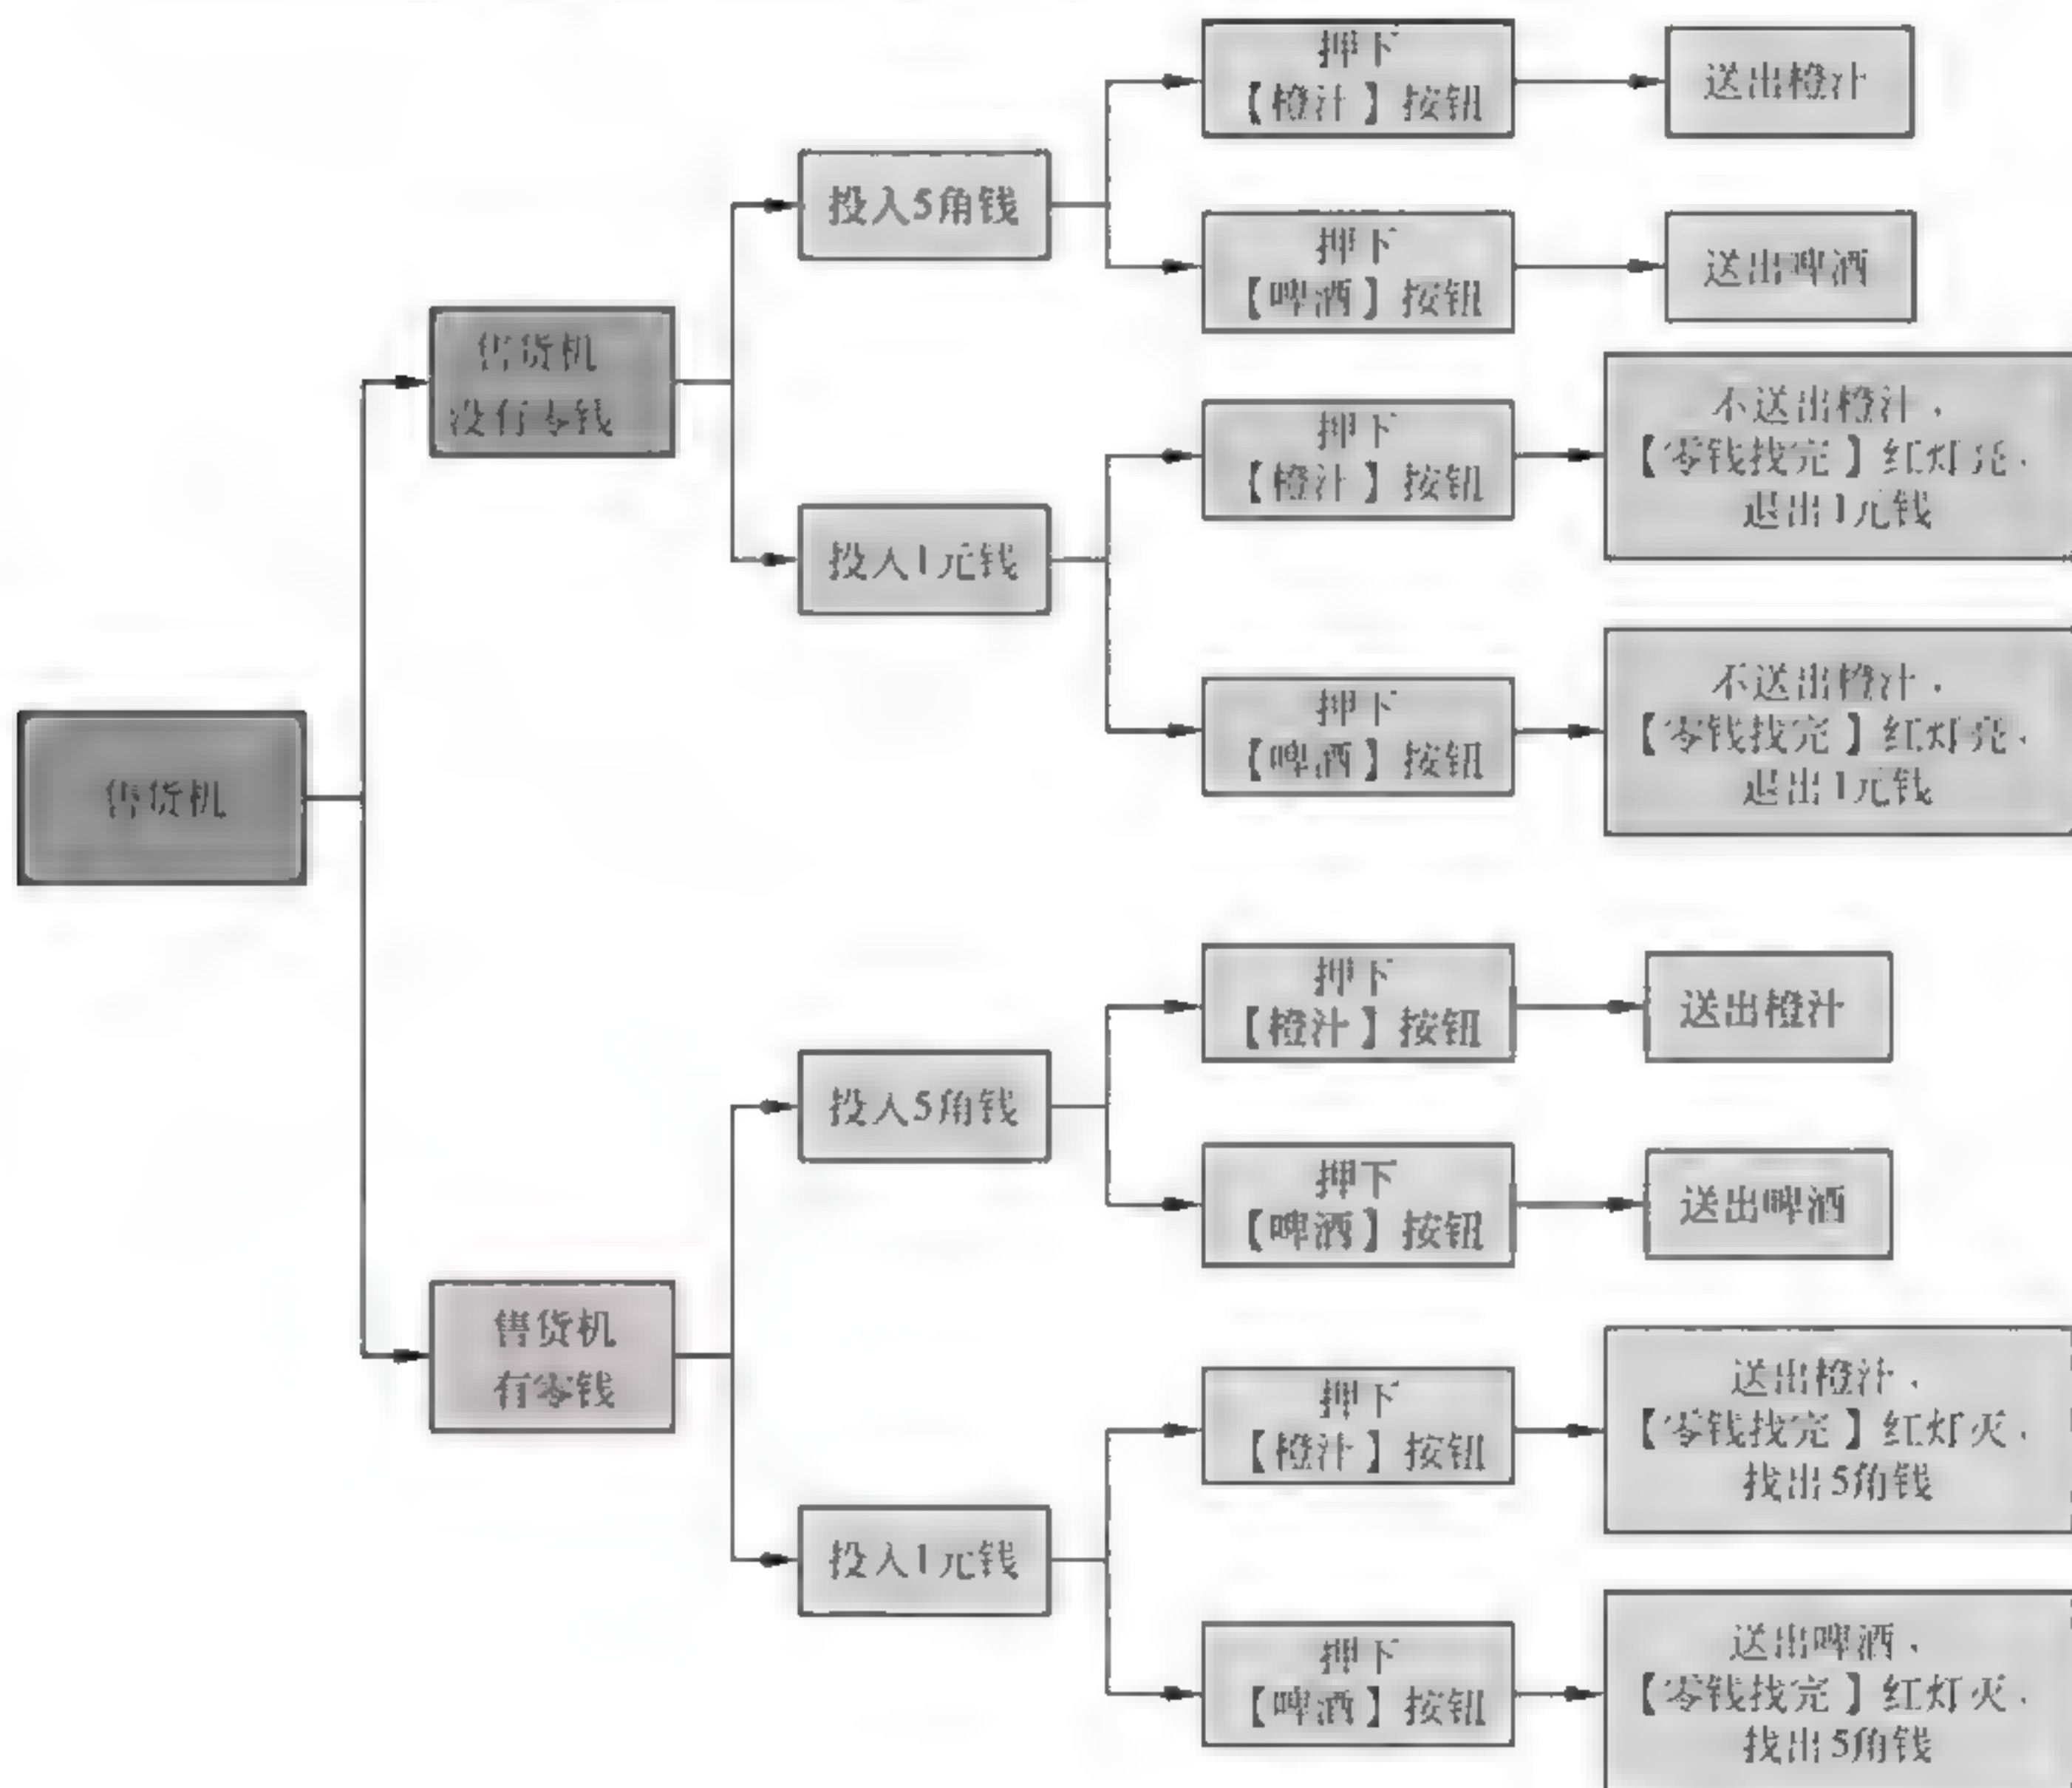 售货机
售货机
没有零钱
投入5角钱
押下
【橙汁】按钮
送出橙汁
押下
【啤酒】按钮
送出啤酒
投入1元钱
押下
【橙汁】按钮
不送出橙汁，
【零钱找完】红灯亮，
退出1元钱
押下
【啤酒】按钮
不送出橙汁，
【零钱找完】红灯亮，
退出1元钱
售货机
有零钱
投入5角钱
押下
【橙汁】按钮
送出橙汁
押下
【啤酒】按钮
送出啤酒
投入1元钱
押下
【橙汁】按钮
送出橙汁，
【零钱找完】红灯灭，
找出5角钱
押下
【啤酒】按钮
送出啤酒，
【零钱找完】红灯灭，
找出5角钱